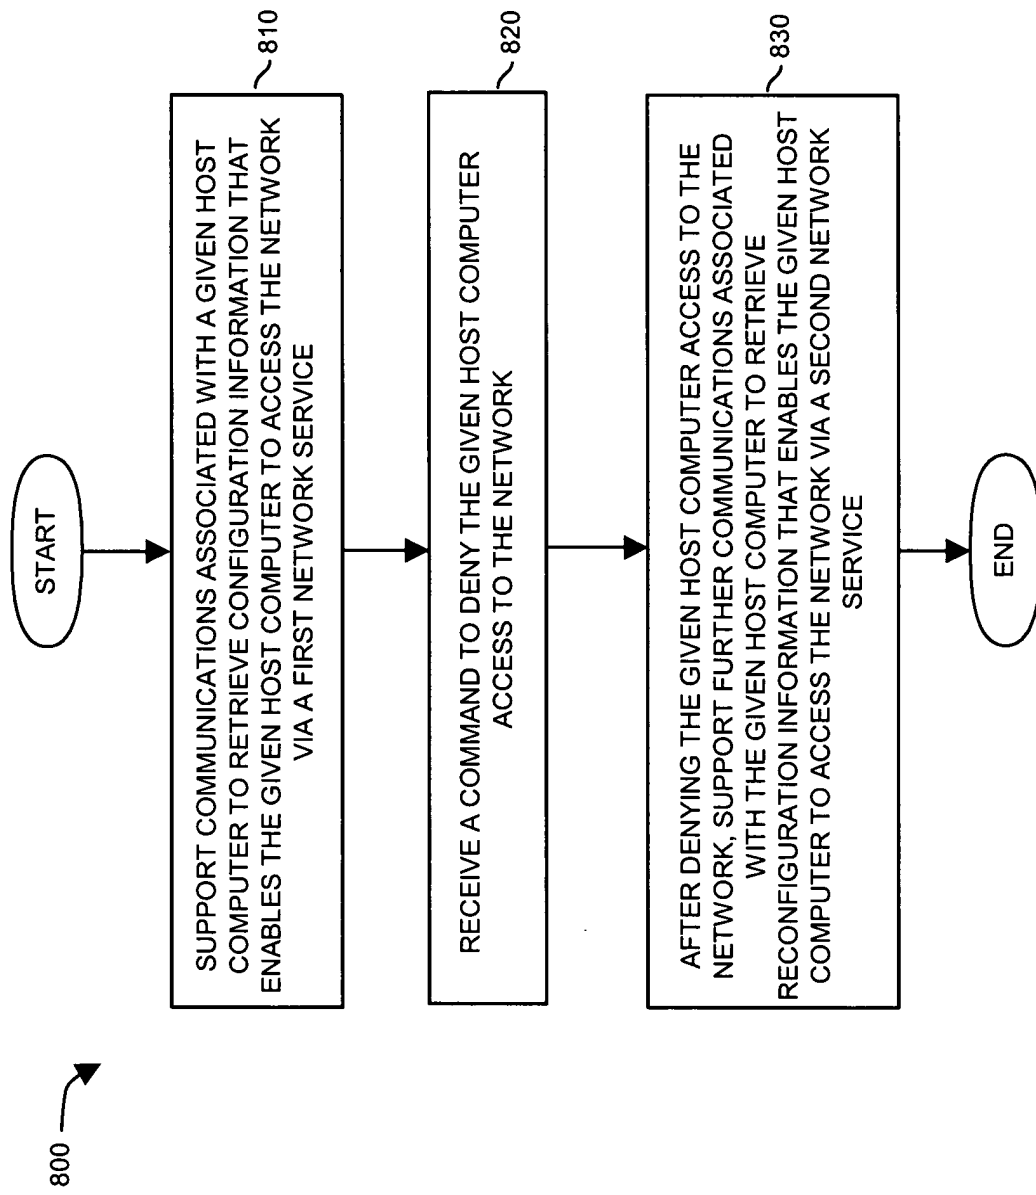 800
START
SUPPORT COMMUNICATIONS ASSOCIATED WITH A GIVEN HOST
COMPUTER TO RETRIEVE CONFIGURATION INFORMATION THAT
ENABLES THE GIVEN HOST COMPUTER TO ACCESS THE NETWORK
VIA A FIRST NETWORK SERVICE
810
RECEIVE A COMMAND TO DENY THE GIVEN HOST COMPUTER
ACCESS TO THE NETWORK
820
AFTER DENYING THE GIVEN HOST COMPUTER ACCESS TO THE
NETWORK, SUPPORT FURTHER COMMUNICATIONS ASSOCIATED
WITH THE GIVEN HOST COMPUTER TO RETRIEVE
RECONFIGURATION INFORMATION THAT ENABLES THE GIVEN HOST
COMPUTER TO ACCESS THE NETWORK VIA A SECOND NETWORK
SERVICE
830
END